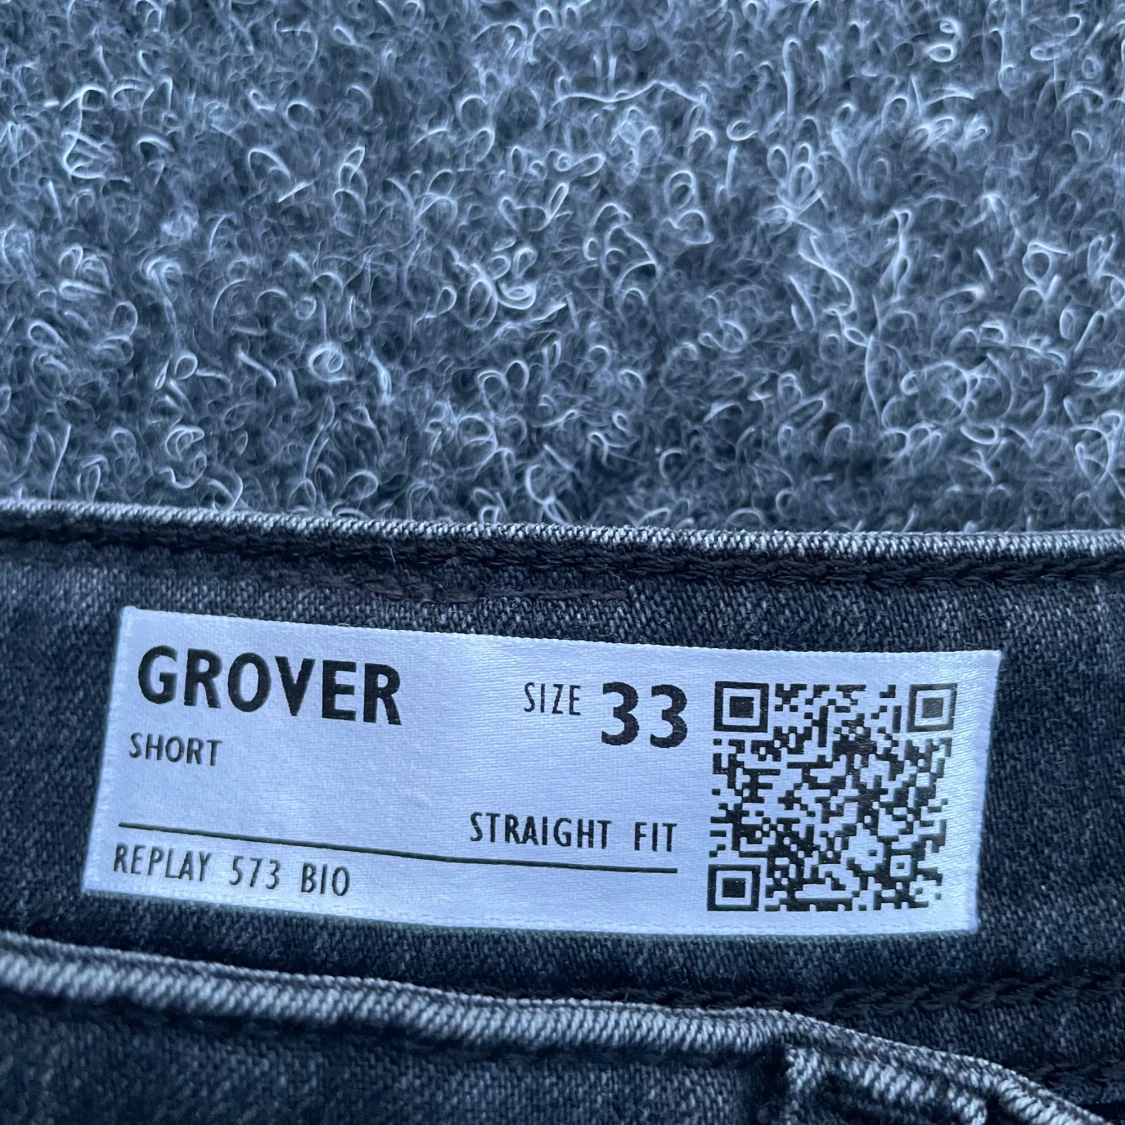 GROVER SIZE 33
SHORT
STRAIGHT FIT
REPLAY 573 BIO